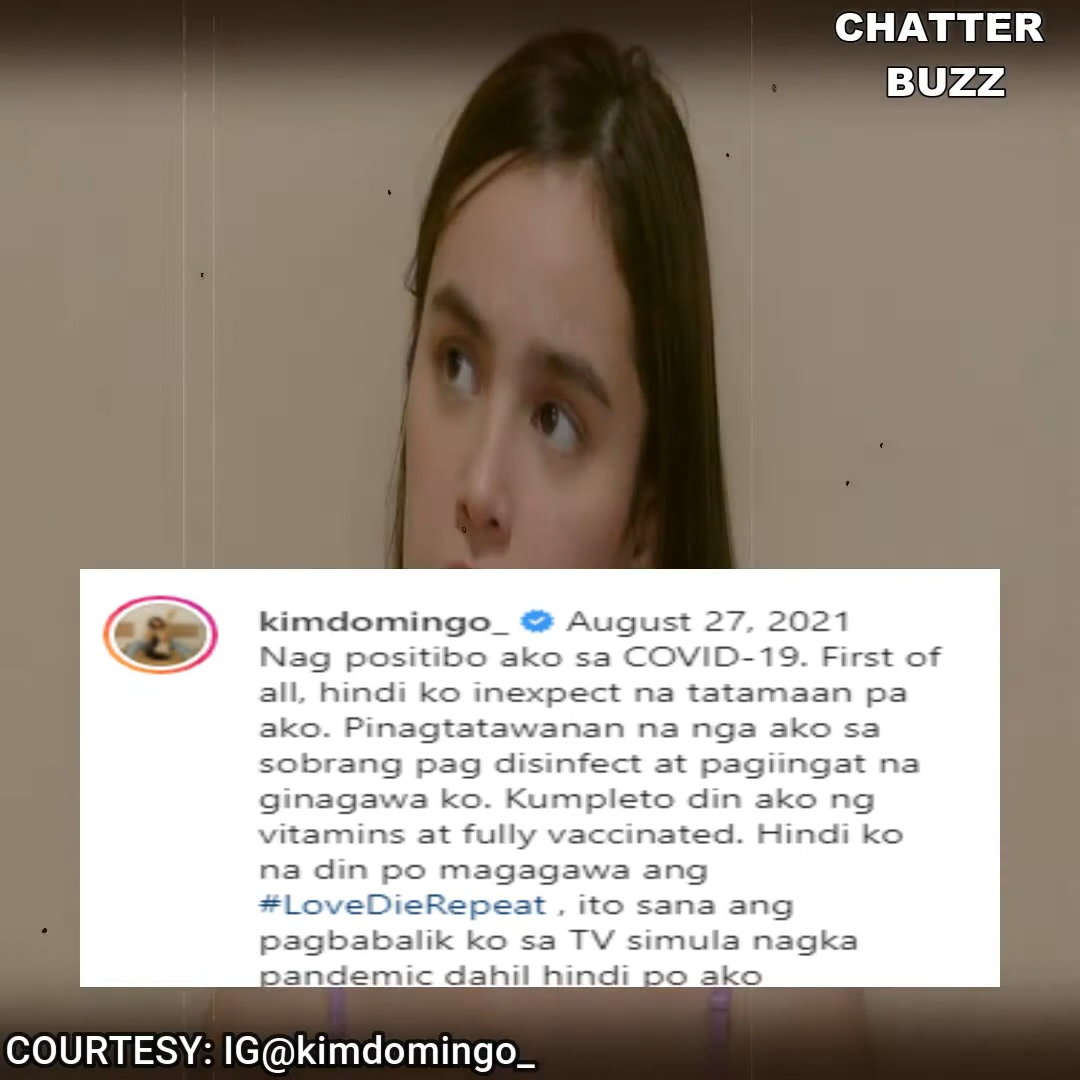 CHATTER
BUZZ
kimdomingo_ August 27, 2021
Nag positibo ako sa COVID-19. First of
all, hindi ko inexpect na tatamaan pa
ako. Pinagtatawanan na nga ako sa
sobrang pag disinfect at pagiingat na
ginagawa ko. Kumpleto din ako ng
vitamins at fully vaccinated. Hindi ko
na din po magagawa ang
#LoveDieRepeat , ito sana ang
pagbabalik ko sa TV simula nagka
pandemic dahil hindi po ako
COURTESY: IG@kimdomingo_